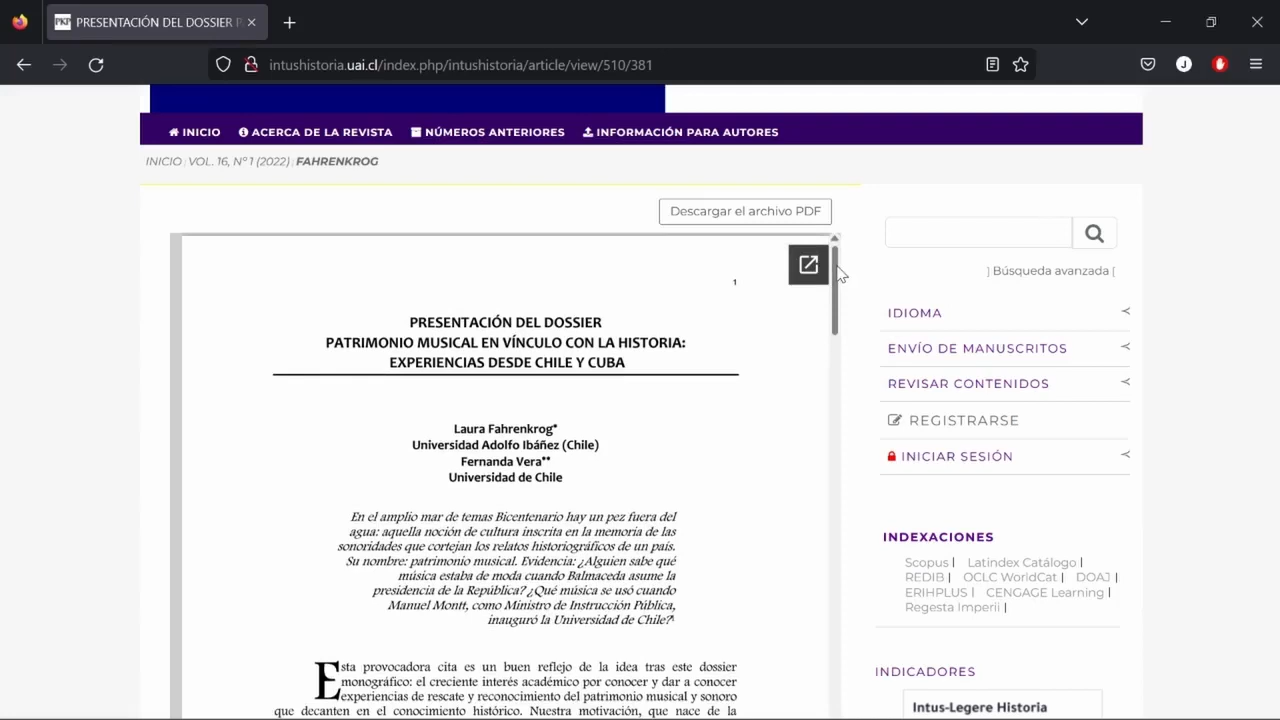 PKP PRESENTACIÓN DEL DOSSIER P
intushistoria.uai.cl/index.php/intushistoria/article/view/510/381
J
INICIO ACERCA DE LA REVISTA NÚMEROS ANTERIORES INFORMACIÓN PARA AUTORES
INICIO | VOL. 16, Nº 1 (2022) | FAHRENKROG
Descargar el archivo PDF
1
PRESENTACIÓN DEL DOSSIER
PATRIMONIO MUSICAL EN VÍNCULO CON LA HISTORIA:
EXPERIENCIAS DESDE CHILE Y CUBA
Laura Fahrenkrog*
Universidad Adolfo Ibáñez (Chile)
Fernanda Vera**
Universidad de Chile
En el amplio mar de temas Bicentenario hay un pez fuera del
agua: aquella noción de cultura inscrita en la memoria de las
sonoridades que cortejan los relatos historiográficos de un país.
Su nombre: patrimonio musical. Evidencia: ¿Alguien sabe qué
música estaba de moda cuando Balmaceda asume la
presidencia de la República? ¿Qué música se usó cuando
Manuel Montt, como Ministro de Instrucción Pública,
inauguró la Universidad de Chile?¹
Esta provocadora cita es un buen reflejo de la idea tras este dossier
monográfico: el creciente interés académico por conocer y dar a conocer
experiencias de rescate y reconocimiento del patrimonio musical y sonoro
que decanten en el conocimiento histórico. Nuestra motivación, que nace de la
] Búsqueda avanzada [
IDIOMA
ENVÍO DE MANUSCRITOS
REVISAR CONTENIDOS
REGISTRARSE
INICIAR SESIÓN
INDEXACIONES
Scopus | Latindex Catálogo |
REDIB | OCLC WorldCat | DOAJ |
ERIHPLUS | CENGAGE Learning |
Regesta Imperii |
INDICADORES
Intus-Legere Historia